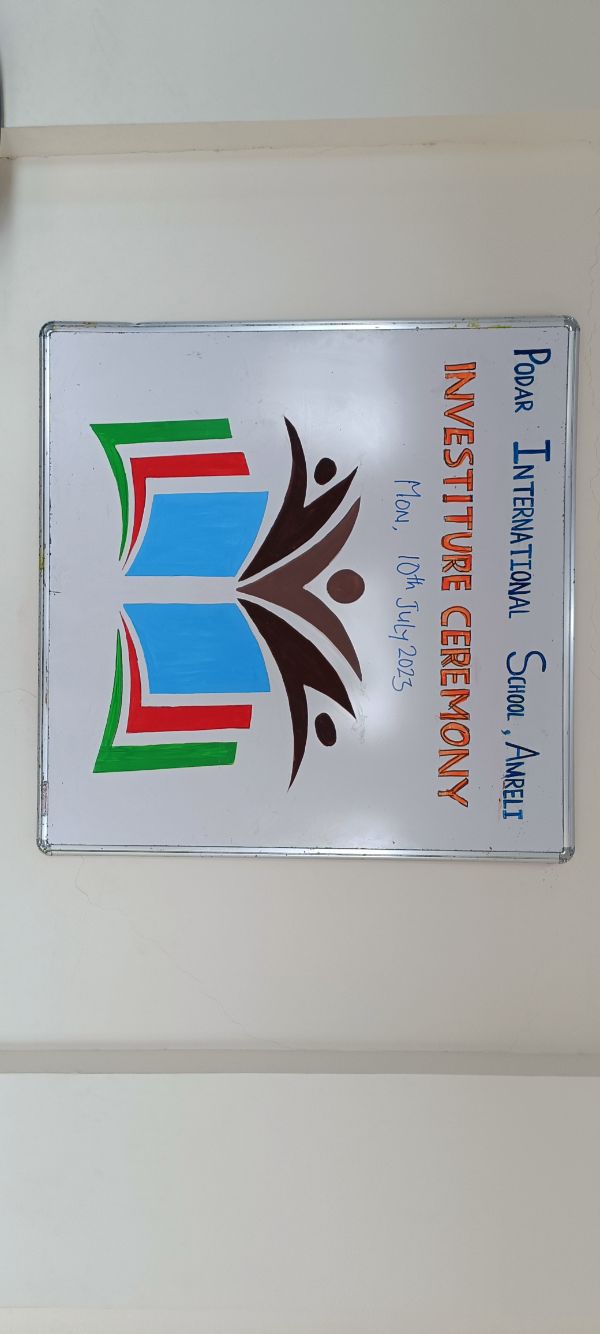 PODAR INTERNATIONAL SCHOOL, AMRELI
INVESTITURE CEREMONY
Mon, 10th July 2023